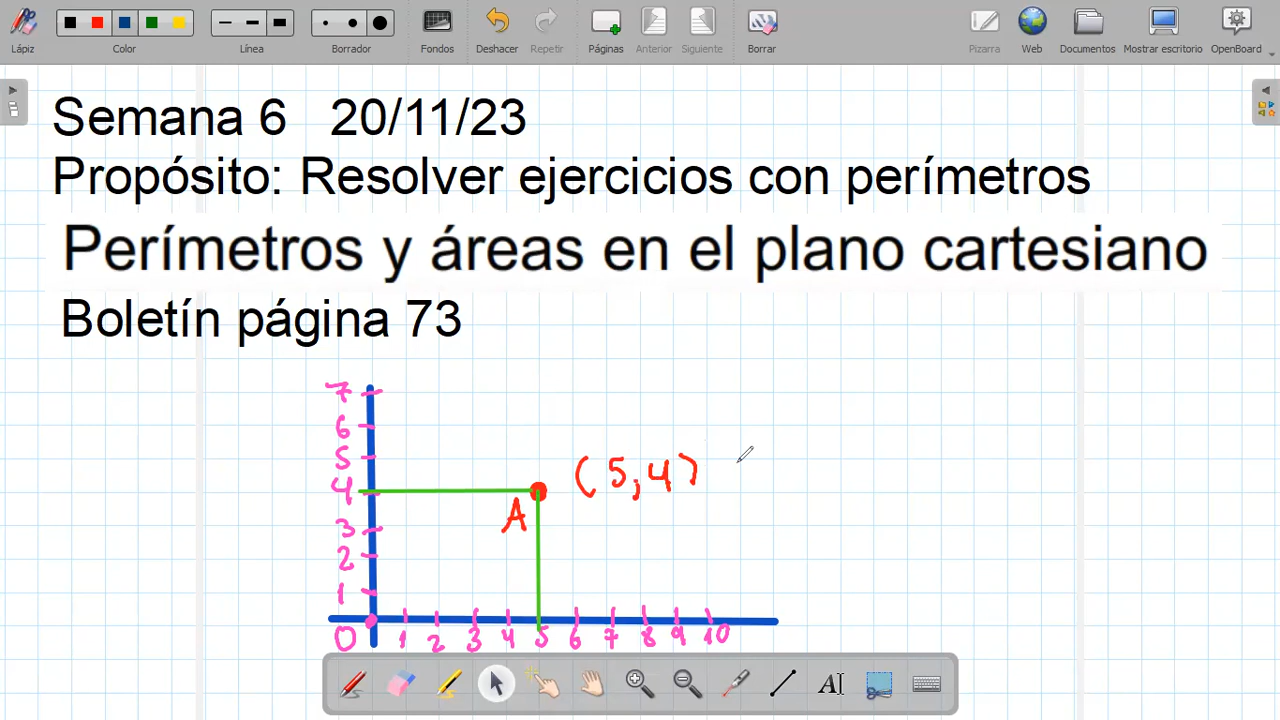 Lápiz Color Línea Borrador Fondos Deshacer Repetir Páginas Anterior Siguiente Borrar Pizarra Web Documentos Mostrar escritorio OpenBoard
Semana 6 20/11/23
Propósito: Resolver ejercicios con perímetros
Perímetros y áreas en el plano cartesiano
Boletín página 73
7
6
5
(5,4)
4
A
3
2
1
0 1 2 3 4 5 6 7 8 9 10
AI